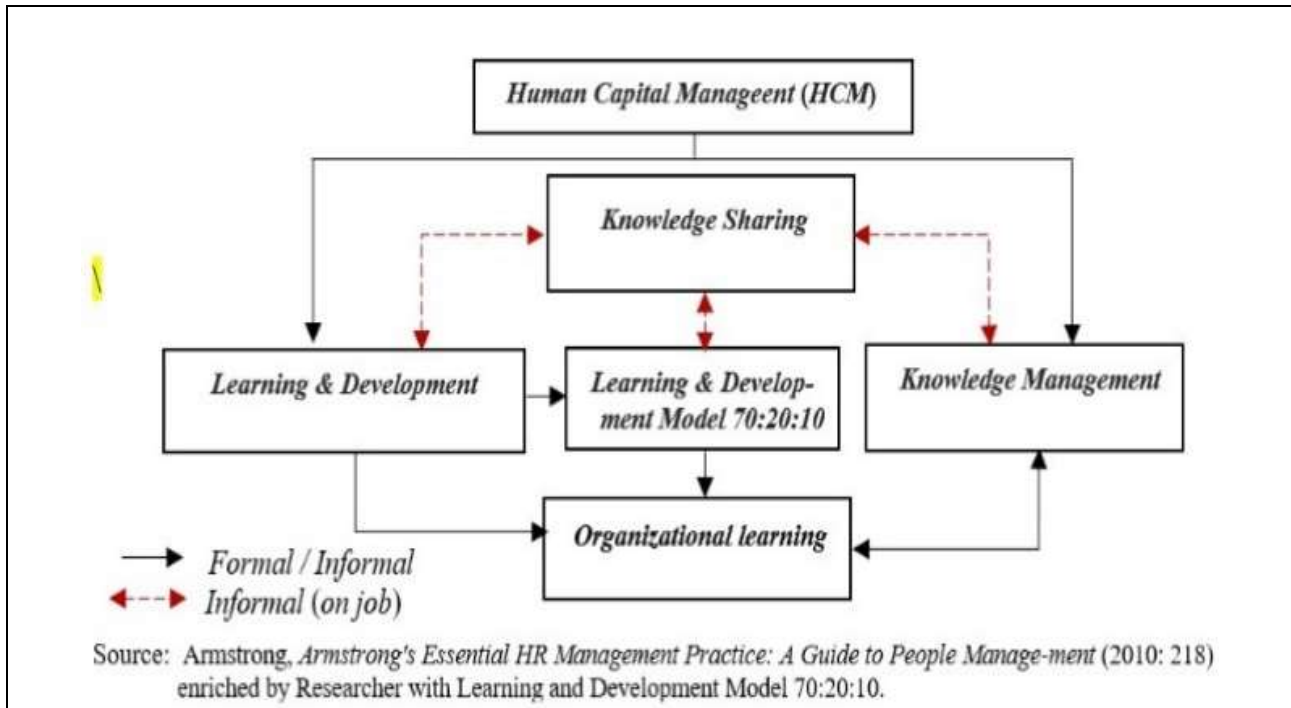 Human Capital Manageent (HCM)
Knowledge Sharing
\
Learning & Development
Learning & Develop-
ment Model 70:20:10
Knowledge Management
Organizational learning
Formal / Informal
Informal (on job)
Source: Armstrong, Armstrong's Essential HR Management Practice: A Guide to People Manage-ment (2010: 218)
enriched by Researcher with Learning and Development Model 70:20:10.